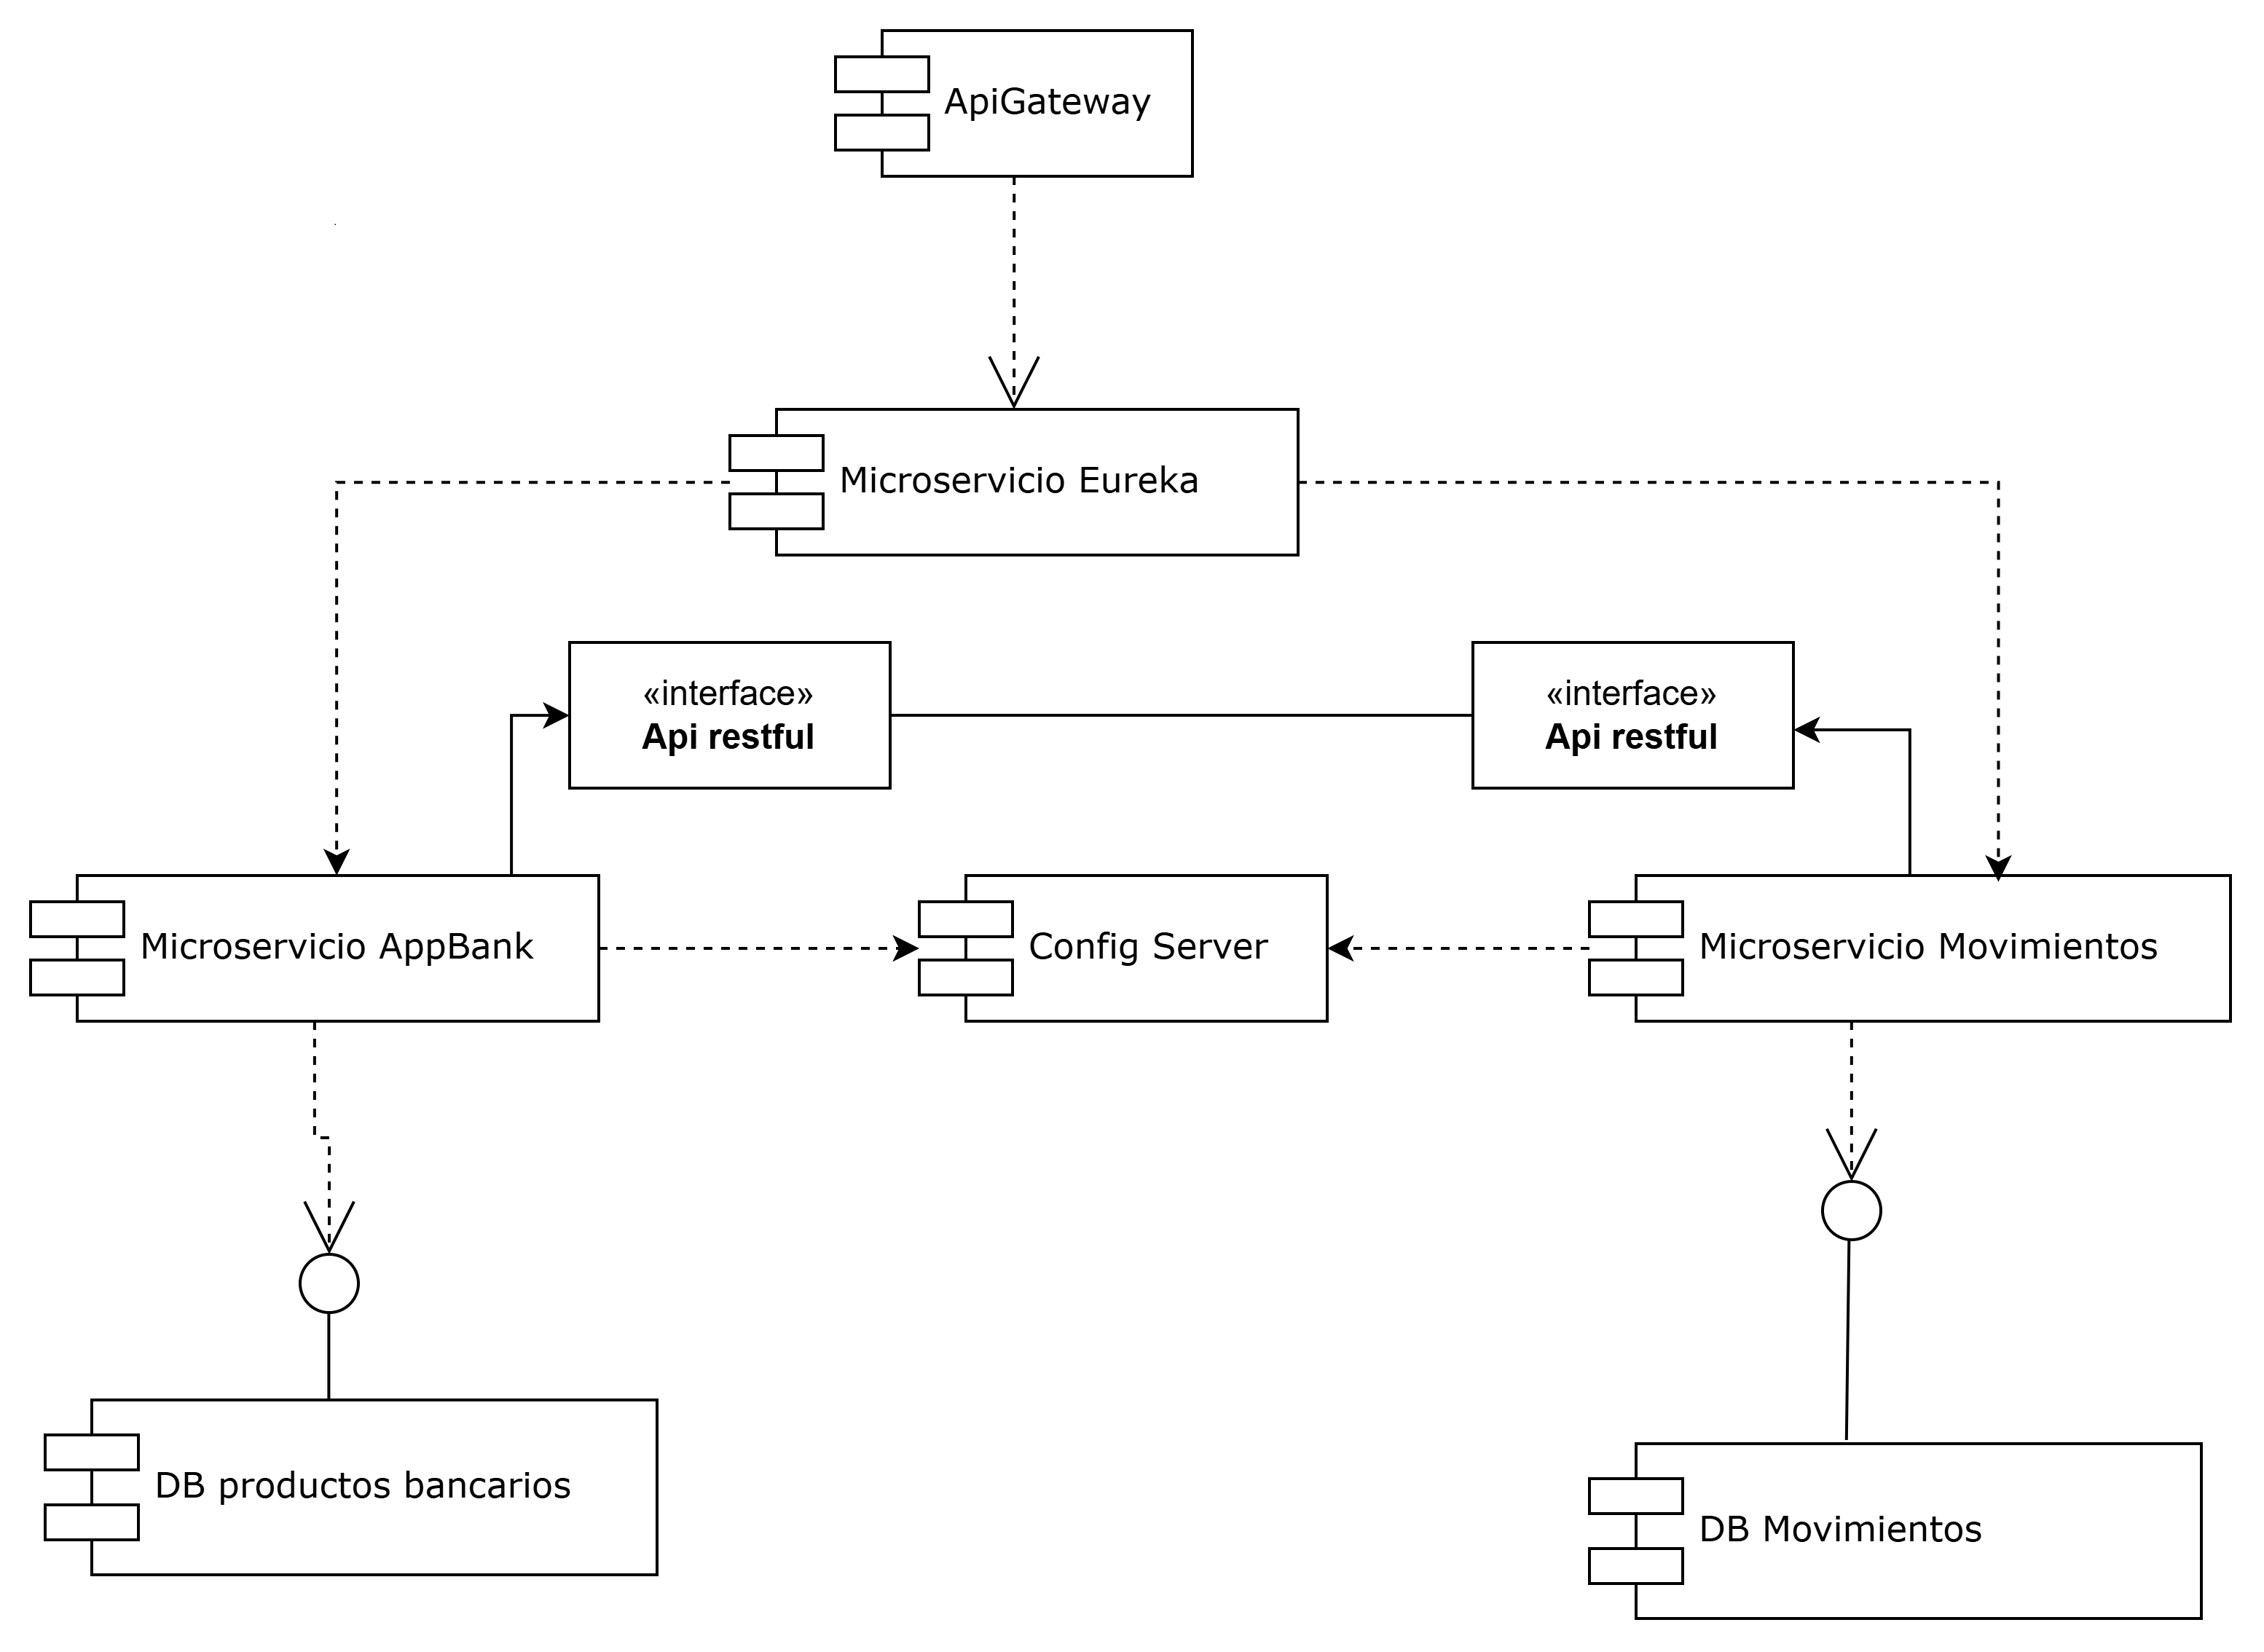 ApiGateway
Microservicio Eureka
«interface»
Api restful
«interface»
Api restful
Microservicio AppBank
Config Server
Microservicio Movimientos
DB productos bancarios
DB Movimientos